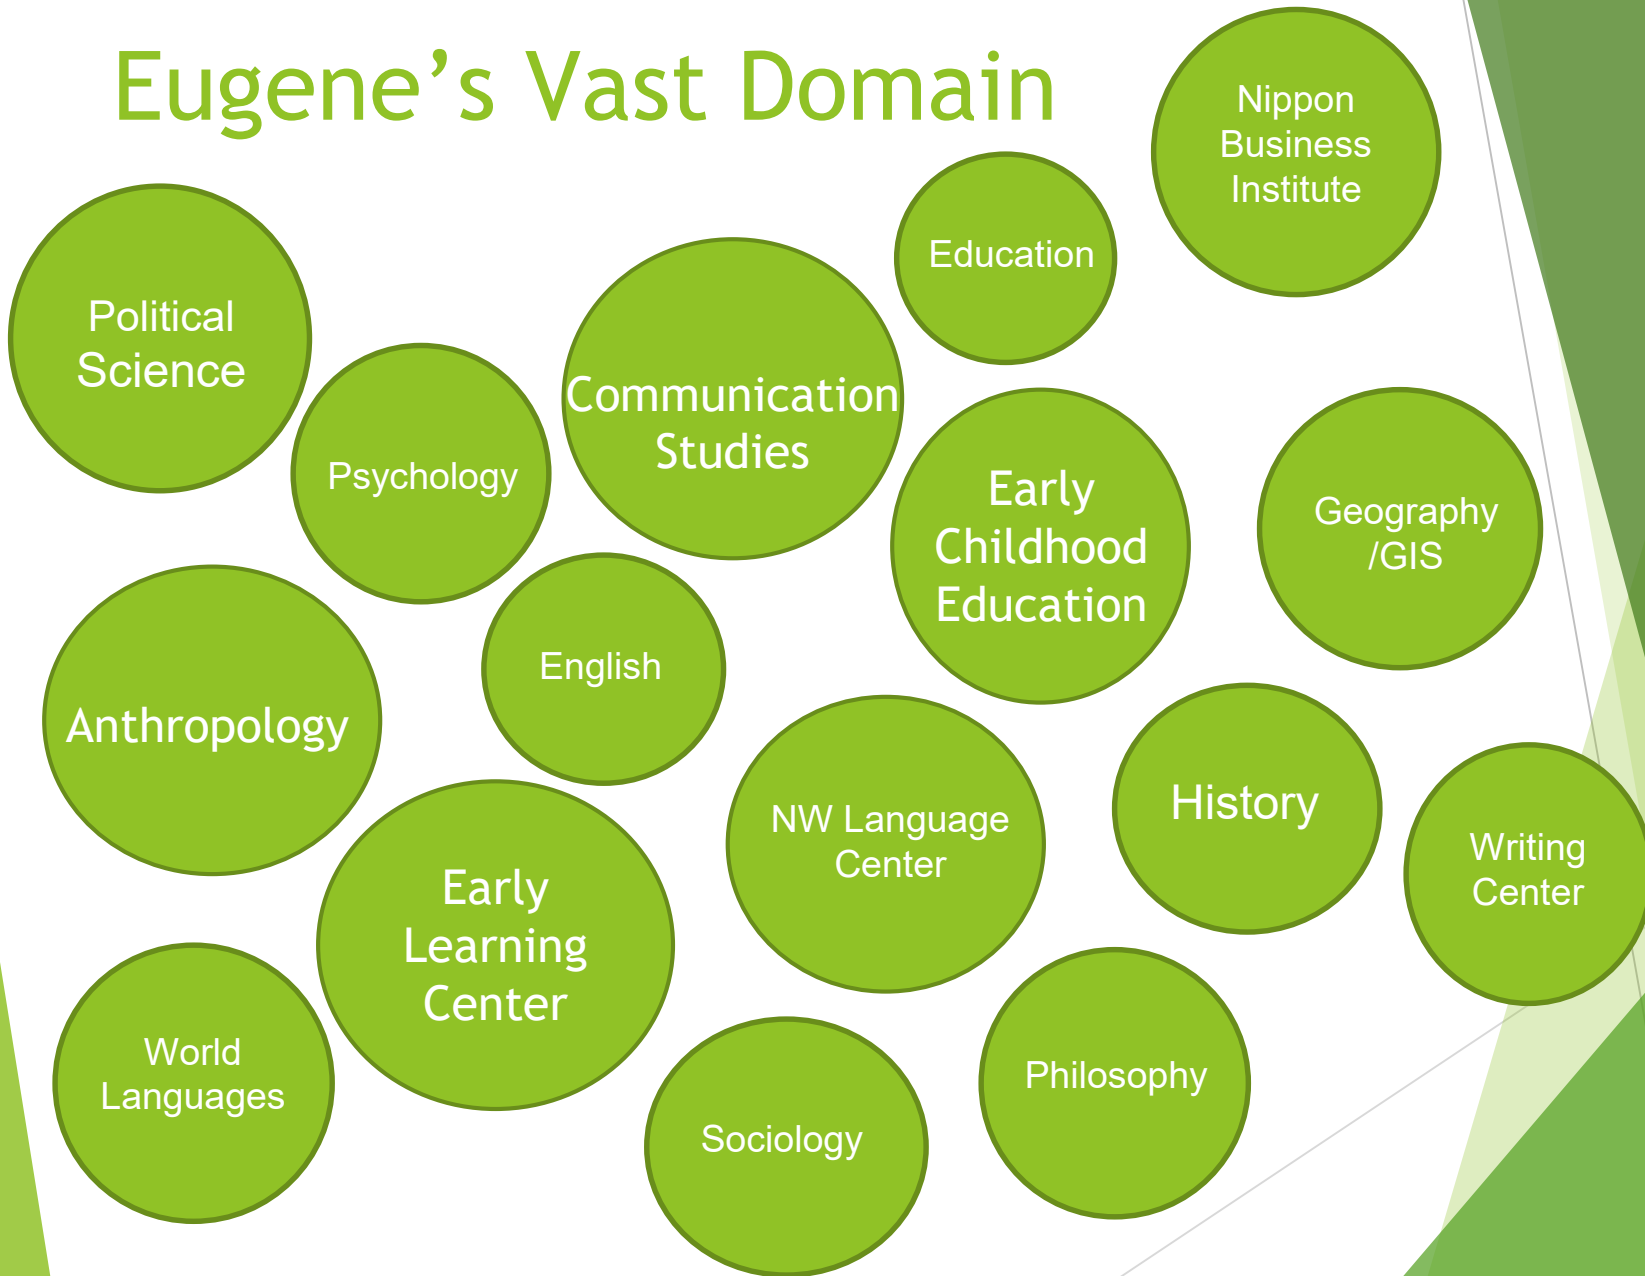 Eugene’s Vast Domain
Nippon
Business
Institute
Education
Political
Science
Communication
Studies
Psychology
Early
Childhood
Education
Geography
/GIS
English
Anthropology
NW Language
Center
History
Writing
Center
Early
Learning
Center
World
Languages
Philosophy
Sociology